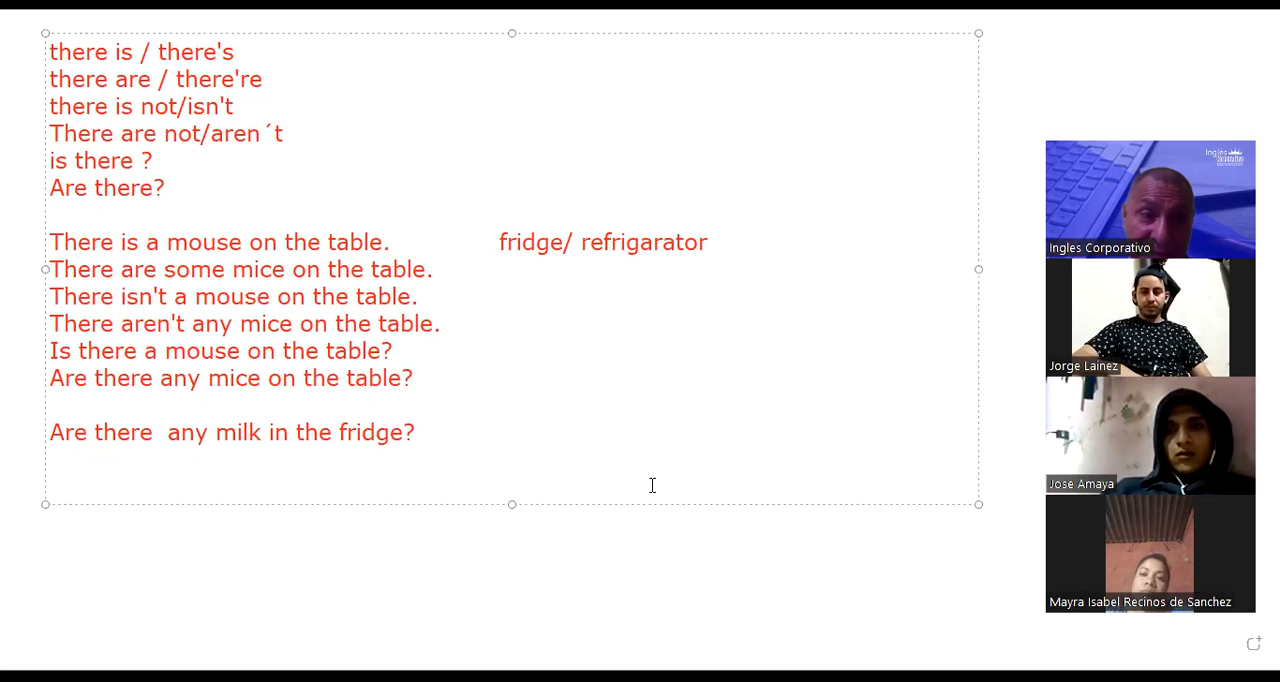 there is / there's
there are / there're
there is not/isn't
There are not/aren´t
is there ?
Are there?
There is a mouse on the table. fridge/ refrigarator
There are some mice on the table.
There isn't a mouse on the table.
There aren't any mice on the table.
Is there a mouse on the table?
Are there any mice on the table?
Are there  any milk in the fridge?
Inglés
Corporativo
Ingles Corporativo
Jorge Lainez
Jose Amaya
Mayra Isabel Recinos de Sanchez